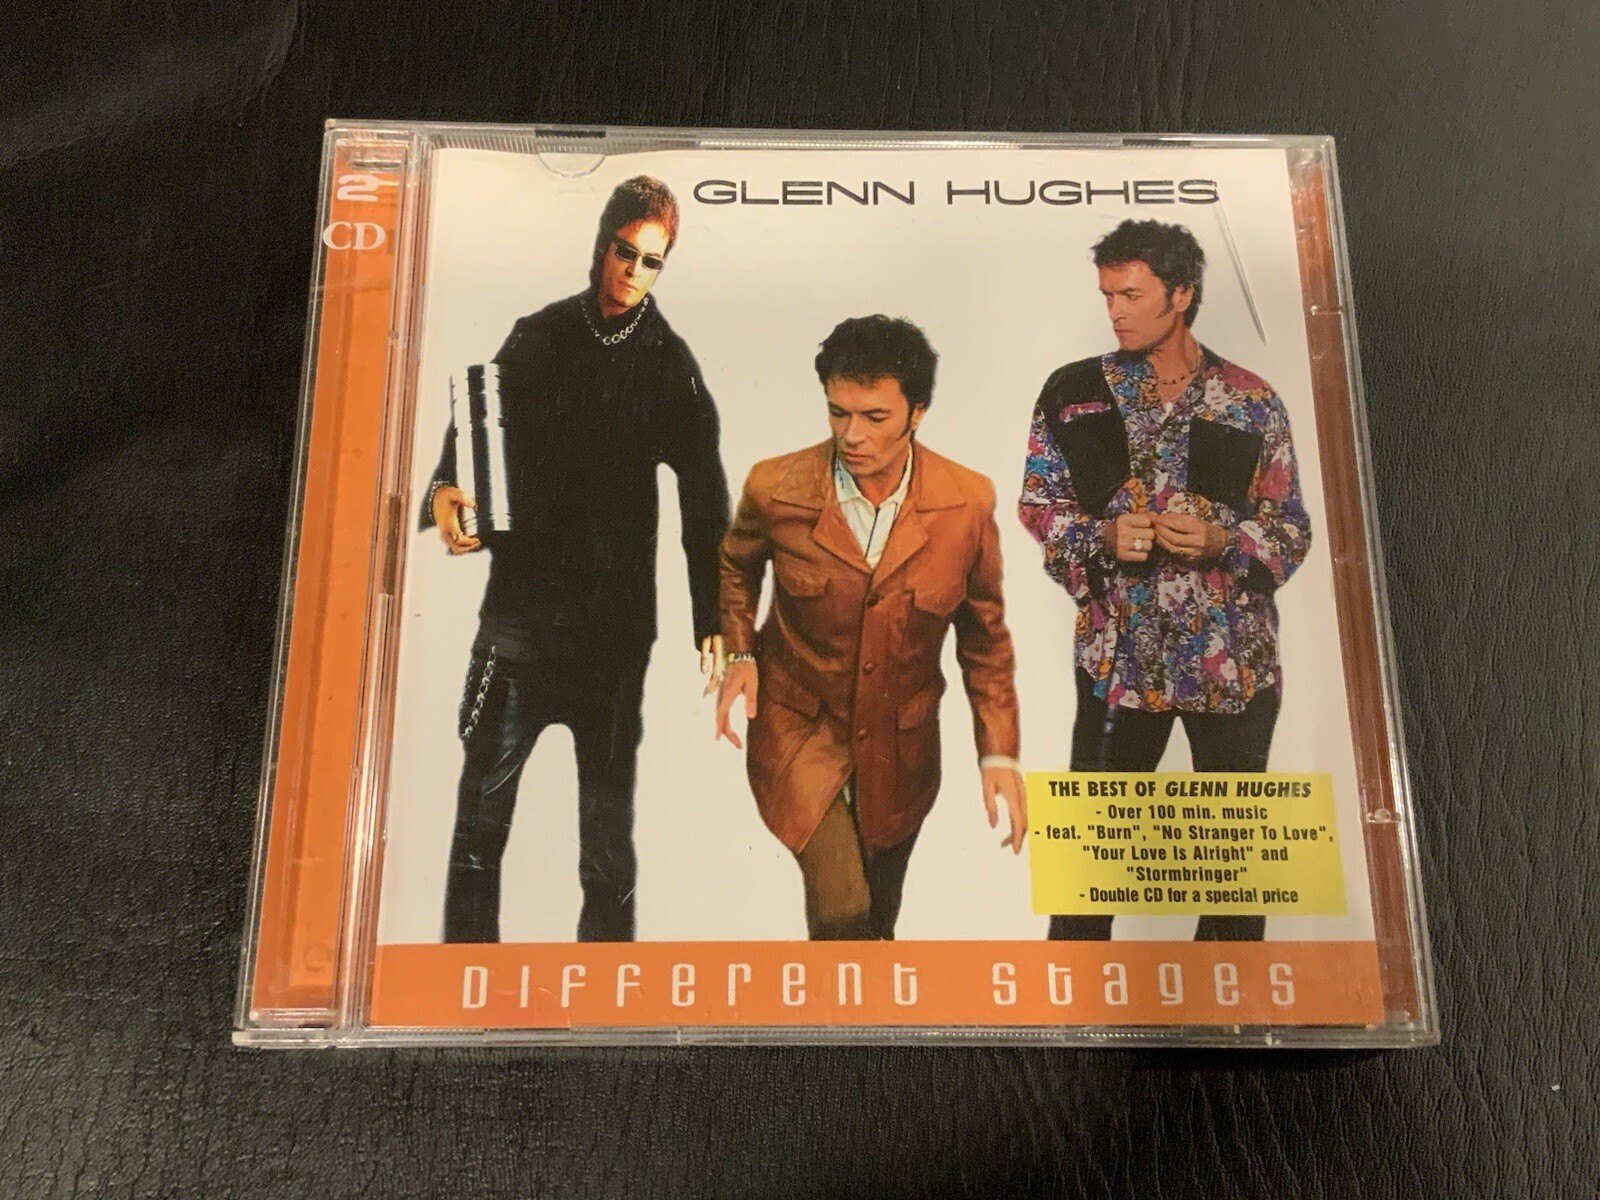 2
CD
GLENN HUGHES
THE BEST OF GLENN HUGHES
- Over 100 min. music
- feat. "Burn", "No Stranger To Love",
"Your Love Is Alright" and
"Stormbringer"
- Double CD for a special price
Different Stages